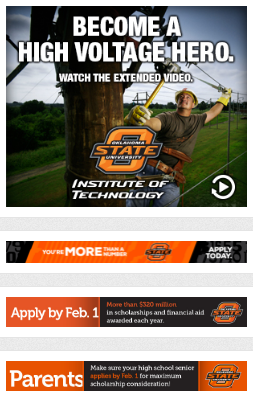 BECOME A
HIGH VOLTAGE HERO.
WATCH THE EXTENDED VIDEO.
OKLAHOMA
STATE
UNIVERSITY
INSTITUTE OF
TECHNOLOGY
YOU'RE MORE THAN A
NUMBER
STATE
APPLY
TODAY.
Apply by Feb. 1
More than $320 million
in scholarships and financial aid
awarded each year.
STATE
Parents
Make sure your high school senior
applies by Feb. 1 for maximum
scholarship consideration!
STATE